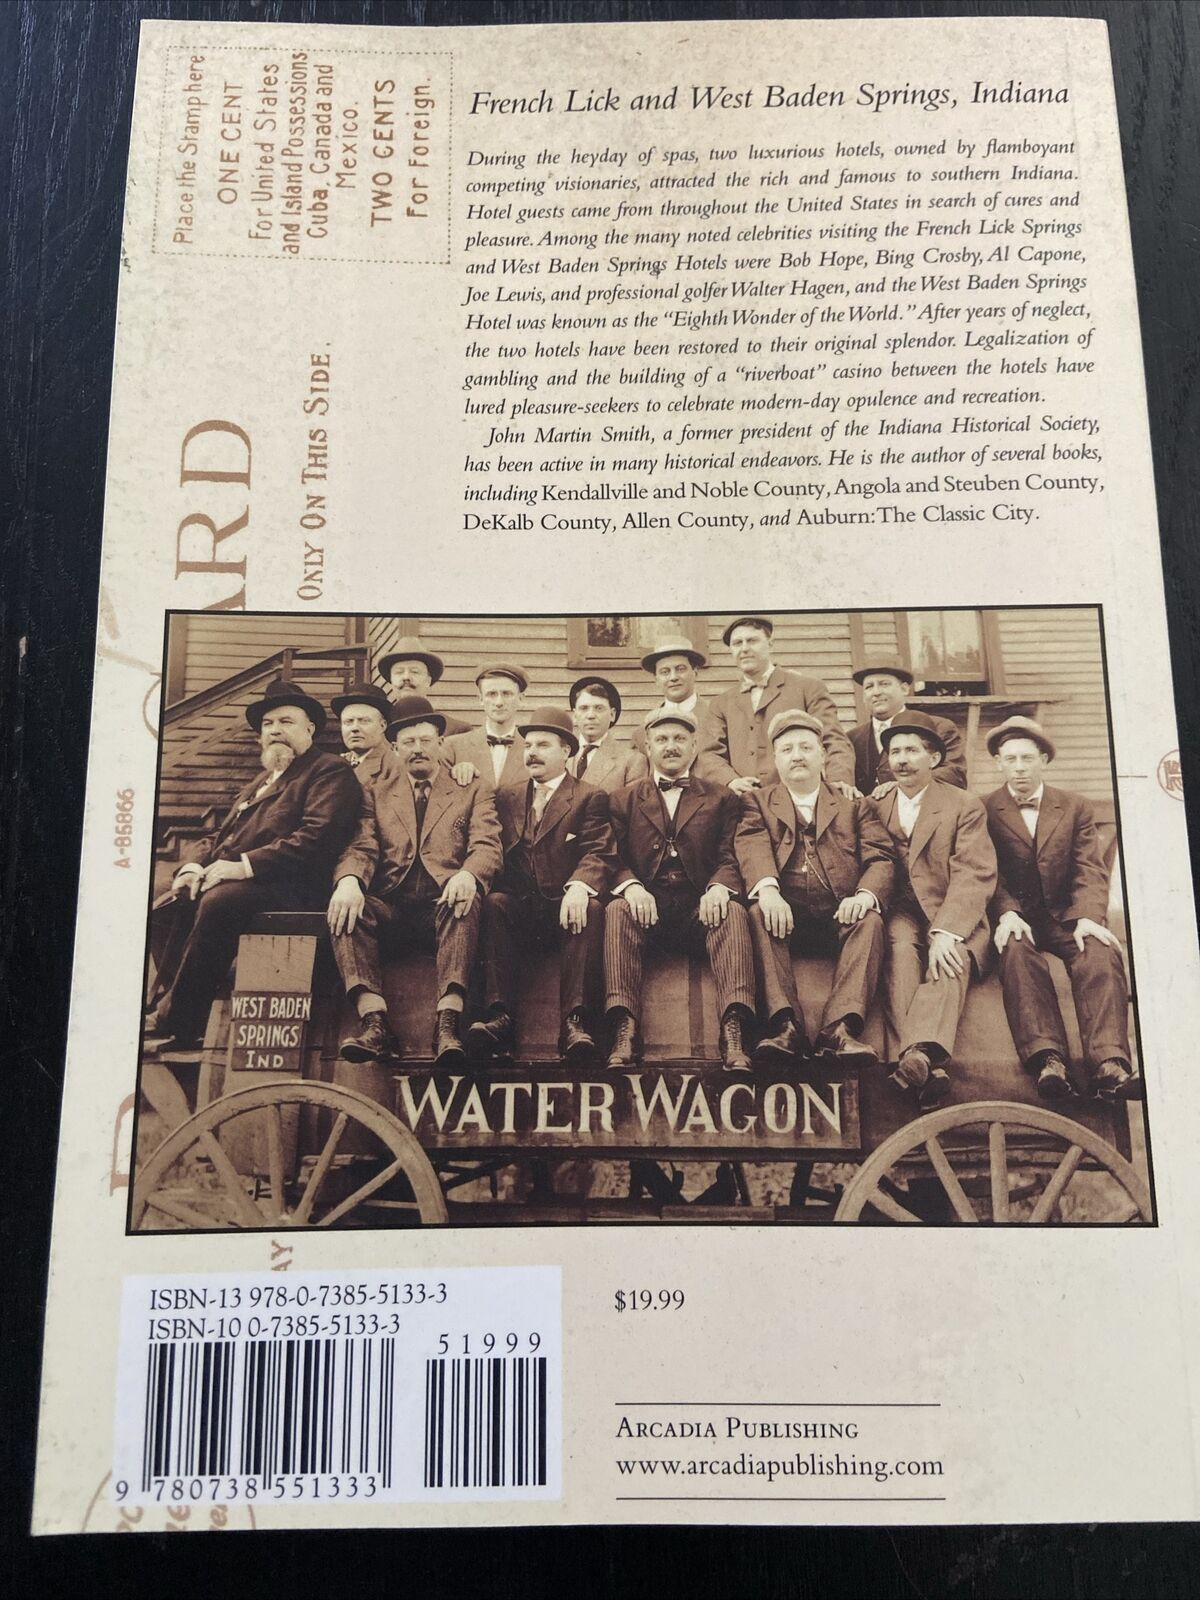 Place the Stamp here
ONE CENT
For United States
and Island Possessions
Cuba, Canada and
Mexico.
TWO CENTS
For Foreign.
French Lick and West Baden Springs, Indiana
During the heyday of spas, two luxurious hotels, owned by flamboyant
competing visionaries, attracted the rich and famous to southern Indiana.
Hotel guests came from throughout the United States in search of cures and
pleasure. Among the many noted celebrities visiting the French Lick Springs
and West Baden Springs Hotels were Bob Hope, Bing Crosby, Al Capone,
Joe Lewis, and professional golfer Walter Hagen, and the West Baden Springs
Hotel was known as the “Eighth Wonder of the World.” After years of neglect,
the two hotels have been restored to their original splendor. Legalization of
gambling and the building of a “riverboat” casino between the hotels have
lured pleasure-seekers to celebrate modern-day opulence and recreation.
John Martin Smith, a former president of the Indiana Historical Society,
has been active in many historical endeavors. He is the author of several books,
including Kendallville and Noble County, Angola and Steuben County,
DeKalb County, Allen County, and Auburn: The Classic City.
ARD
ONLY ON THIS SIDE.
A-85866
WEST BADEN
SPRINGS
IND
WATER WAGON
AY
ISBN-13 978-0-7385-5133-3
ISBN-10 0-7385-5133-3
51999
9 780738 551333
$19.99
ARCADIA PUBLISHING
www.arcadiapublishing.com